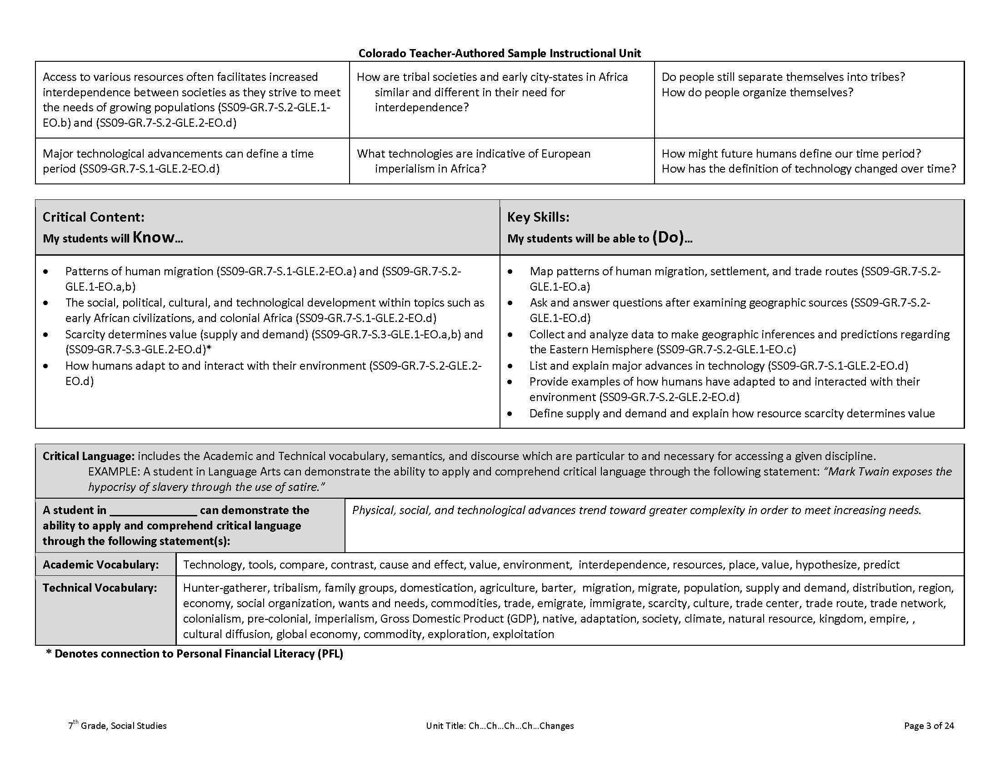 Colorado Teacher-Authored Sample Instructional Unit
Access to various resources often facilitates increased
interdependence between societies as they strive to meet
the needs of growing populations (SS09-GR.7-S.2-GLE.1-
EO.b) and (SS09-GR.7-S.2-GLE.2-EO.d)
How are tribal societies and early city-states in Africa
similar and different in their need for
interdependence?
Do people still separate themselves into tribes?
How do people organize themselves?
Major technological advancements can define a time
period (SS09-GR.7-S.1-GLE.2-EO.d)
What technologies are indicative of European
imperialism in Africa?
How might future humans define our time period?
How has the definition of technology changed over time?
Critical Content:
My students will Know…
Key Skills:
My students will be able to (Do)…
• Patterns of human migration (SS09-GR.7-S.1-GLE.2-EO.a) and (SS09-GR.7-S.2-
GLE.1-EO.a,b)
• The social, political, cultural, and technological development within topics such as
early African civilizations, and colonial Africa (SS09-GR.7-S.1-GLE.2-EO.d)
• Scarcity determines value (supply and demand) (SS09-GR.7-S.3-GLE.1-EO.a,b) and
(SS09-GR.7-S.3-GLE.2-EO.d)*
• How humans adapt to and interact with their environment (SS09-GR.7-S.2-GLE.2-
EO.d)
• Map patterns of human migration, settlement, and trade routes (SS09-GR.7-S.2-
GLE.1-EO.a)
• Ask and answer questions after examining geographic sources (SS09-GR.7-S.2-
GLE.1-EO.d)
• Collect and analyze data to make geographic inferences and predictions regarding
the Eastern Hemisphere (SS09-GR.7-S.2-GLE.1-EO.c)
• List and explain major advances in technology (SS09-GR.7-S.1-GLE.2-EO.d)
• Provide examples of how humans have adapted to and interacted with their
environment (SS09-GR.7-S.2-GLE.2-EO.d)
• Define supply and demand and explain how resource scarcity determines value
Critical Language: includes the Academic and Technical vocabulary, semantics, and discourse which are particular to and necessary for accessing a given discipline.
EXAMPLE: A student in Language Arts can demonstrate the ability to apply and comprehend critical language through the following statement: “Mark Twain exposes the
hypocrisy of slavery through the use of satire.”
A student in ______________ can demonstrate the
ability to apply and comprehend critical language
through the following statement(s):
Physical, social, and technological advances trend toward greater complexity in order to meet increasing needs.
Academic Vocabulary:
Technology, tools, compare, contrast, cause and effect, value, environment,  interdependence, resources, place, value, hypothesize, predict
Technical Vocabulary:
Hunter-gatherer, tribalism, family groups, domestication, agriculture, barter,  migration, migrate, population, supply and demand, distribution, region,
economy, social organization, wants and needs, commodities, trade, emigrate, immigrate, scarcity, culture, trade center, trade route, trade network,
colonialism, pre-colonial, imperialism, Gross Domestic Product (GDP), native, adaptation, society, climate, natural resource, kingdom, empire, ,
cultural diffusion, global economy, commodity, exploration, exploitation
* Denotes connection to Personal Financial Literacy (PFL)
7th Grade, Social Studies
Unit Title: Ch…Ch…Ch…Ch…Changes
Page 3 of 24